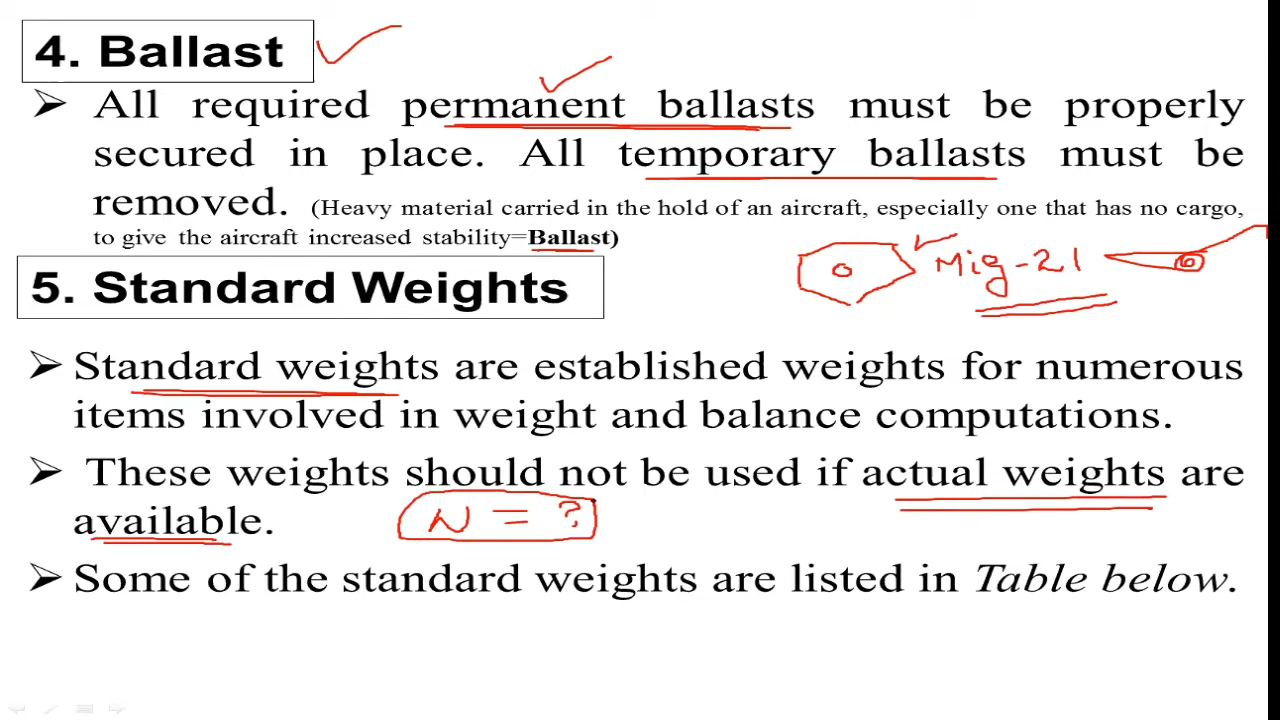 4. Ballast
➢ All required permanent ballasts must be properly
secured in place. All temporary ballasts must be
removed. (Heavy material carried in the hold of an aircraft, especially one that has no cargo,
to give the aircraft increased stability=Ballast)
Mig-21
5. Standard Weights
➢ Standard weights are established weights for numerous
items involved in weight and balance computations.
➢ These weights should not be used if actual weights are
available.
N = ?
➢ Some of the standard weights are listed in Table below.